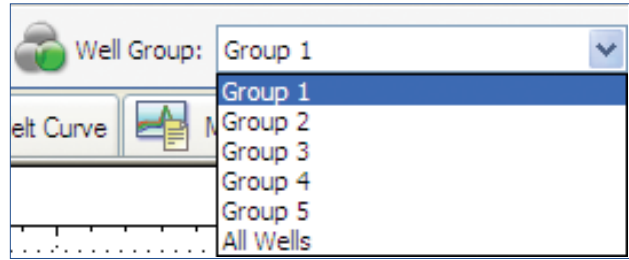 Well Group: Group 1
Group 1
elt Curve M Group 2
Group 3
Group 4
Group 5
All Wells